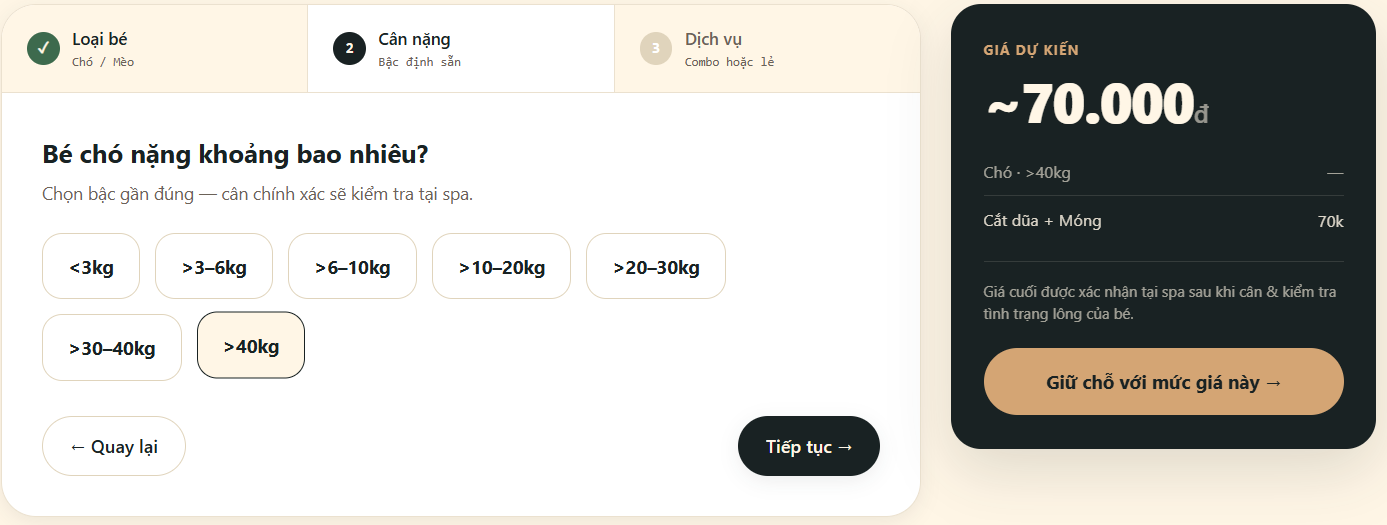 ✓ Loại bé
Chó / Mèo
2 Cân nặng
Bậc định sẵn
3 Dịch vụ
Combo hoặc lẻ
Bé chó nặng khoảng bao nhiêu?
Chọn bậc gần đúng — cân chính xác sẽ kiểm tra tại spa.
<3kg >3–6kg >6–10kg >10–20kg >20–30kg
>30–40kg >40kg
← Quay lại Tiếp tục →
GIÁ DỰ KIẾN
~70.000đ
Chó · >40kg —
Cắt dũa + Móng 70k
Giá cuối được xác nhận tại spa sau khi cân & kiểm tra
tình trạng lông của bé.
Giữ chỗ với mức giá này →